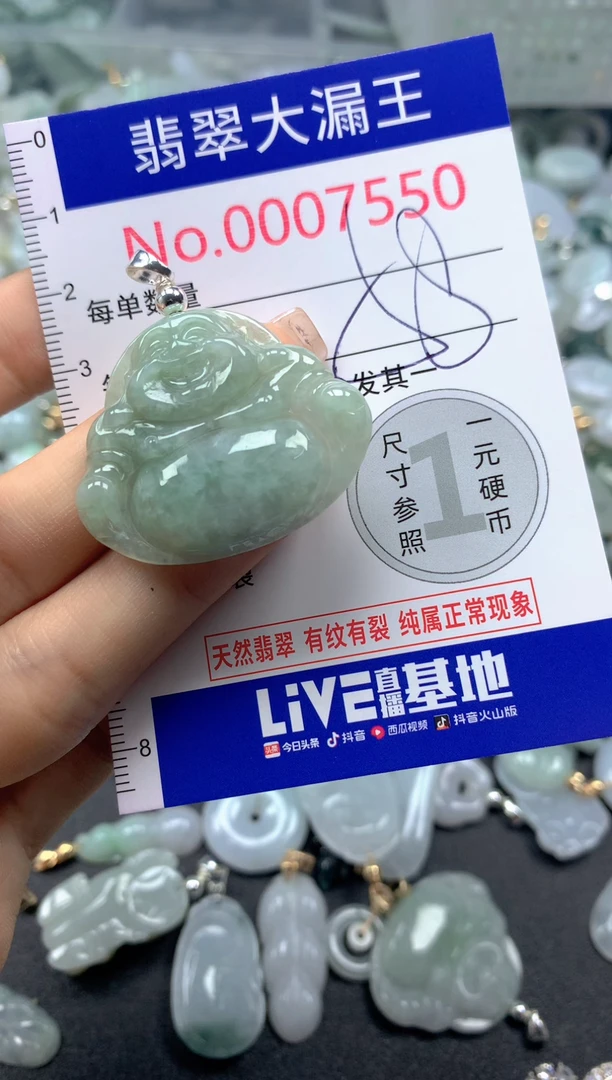 翡翠大漏王
No.0007550
每单数量
88
发其一
0
1
2
3
8
尺寸参照
1
一元硬币
天然翡翠 有纹有裂 纯属正常现象
LiVE直播基地
头条 今日头条 抖音 西瓜视频 抖音火山版